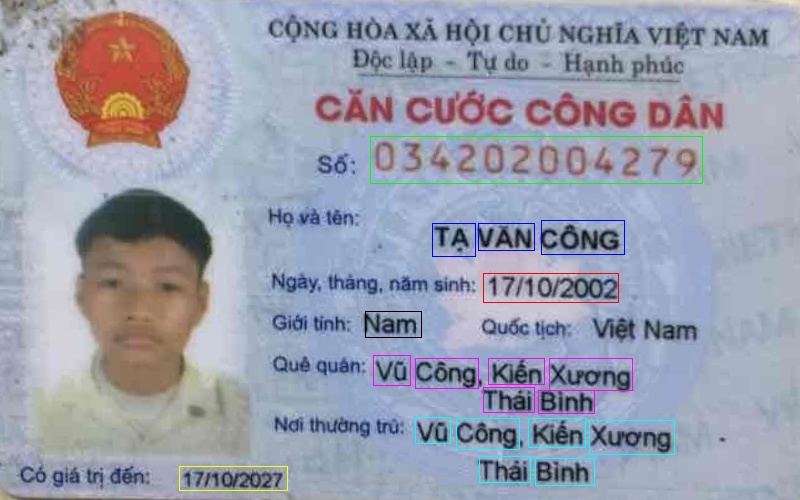 CỘNG HÒA XÃ HỘI CHỦ NGHĨA VIỆT NAM
Độc lập - Tự do - Hạnh phúc
CĂN CƯỚC CÔNG DÂN
Số: 034202004279
Họ và tên:
TẠ VĂN CÔNG
Ngày, tháng, năm sinh: 17/10/2002
Giới tính: Nam Quốc tịch: Việt Nam
Quê quán: Vũ Công, Kiến Xương
Thái Bình
Nơi thường trú: Vũ Công, Kiến Xương
Thái Bình
Có giá trị đến: 17/10/2027